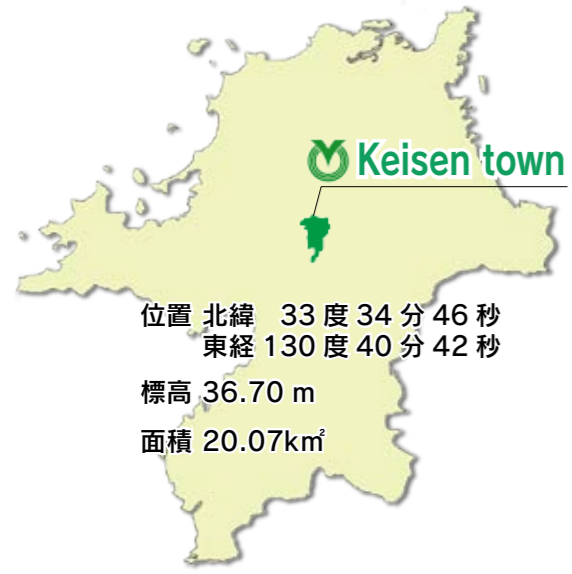 Keisen town
位置 北緯 33 度 34 分 46 秒
東経 130 度 40 分 42 秒
標高 36.70 m
面積 20.07k㎡